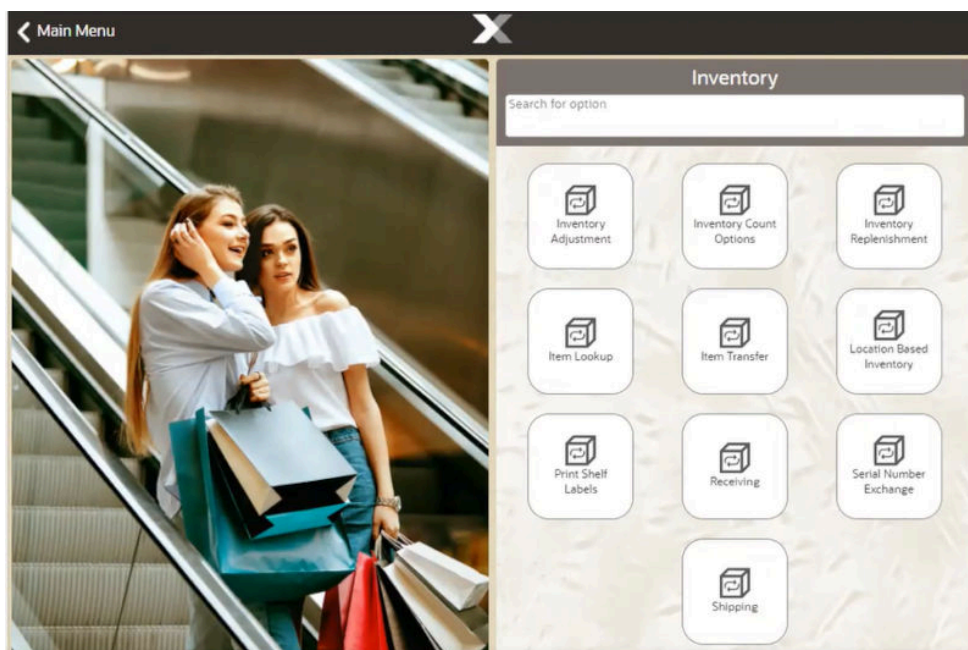 Main Menu
Inventory
Search for option
Inventory
Adjustment
Inventory Count
Options
Inventory
Replenishment
Item Lookup
Item Transfer
Location Based
Inventory
Print Shelf
Labels
Receiving
Serial Number
Exchange
Shipping